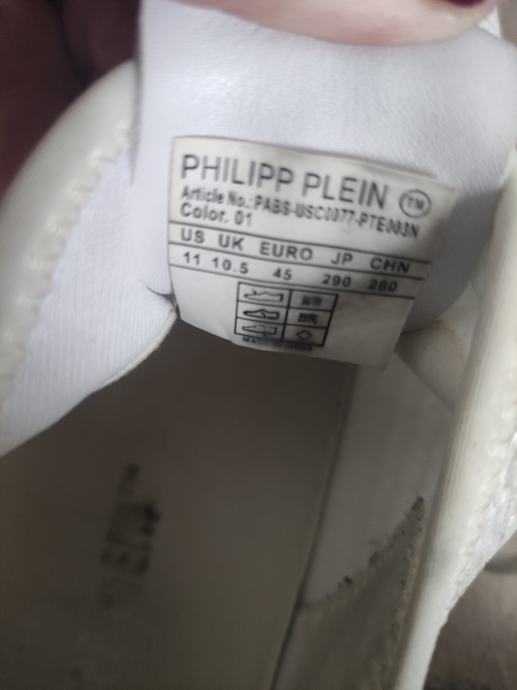 PHILIPP PLEIN TM
Article No.: PABS-USC0077-PTE003N
Color. 01
US UK EURO JP CHN
11 10.5 45 290 280